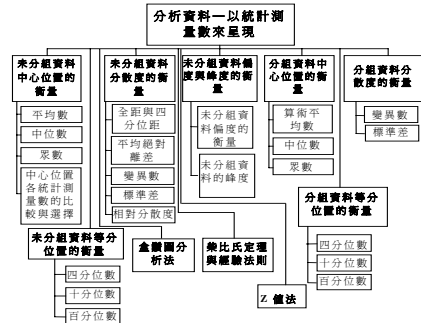 分析資料—以統計測
量數來呈現
未分組資料
中心位置的衡
量
平均數
中位數
眾數
中心位置
各統計測
量數的比
較與選擇
未分組資料
分散度的衡
量
全距與四
分位距
平均絕對
離差
變異數
標準差
相對分散度
未分組資料偏
度與峰度的衡
量
未分組資
料偏度的
衡量
未分組資
料的峰度
分組資料中
心位置的衡
量
算術平
均數
中位數
眾數
分組資料分
散度的衡量
變異數
標準差
未分組資料等分
位置的衡量
四分位數
十分位數
百分位數
盒鬚圖分
析法
柴比氏定理
與經驗法則
Z 值法
分組資料等分
位置的衡量
四分位數
十分位數
百分位數